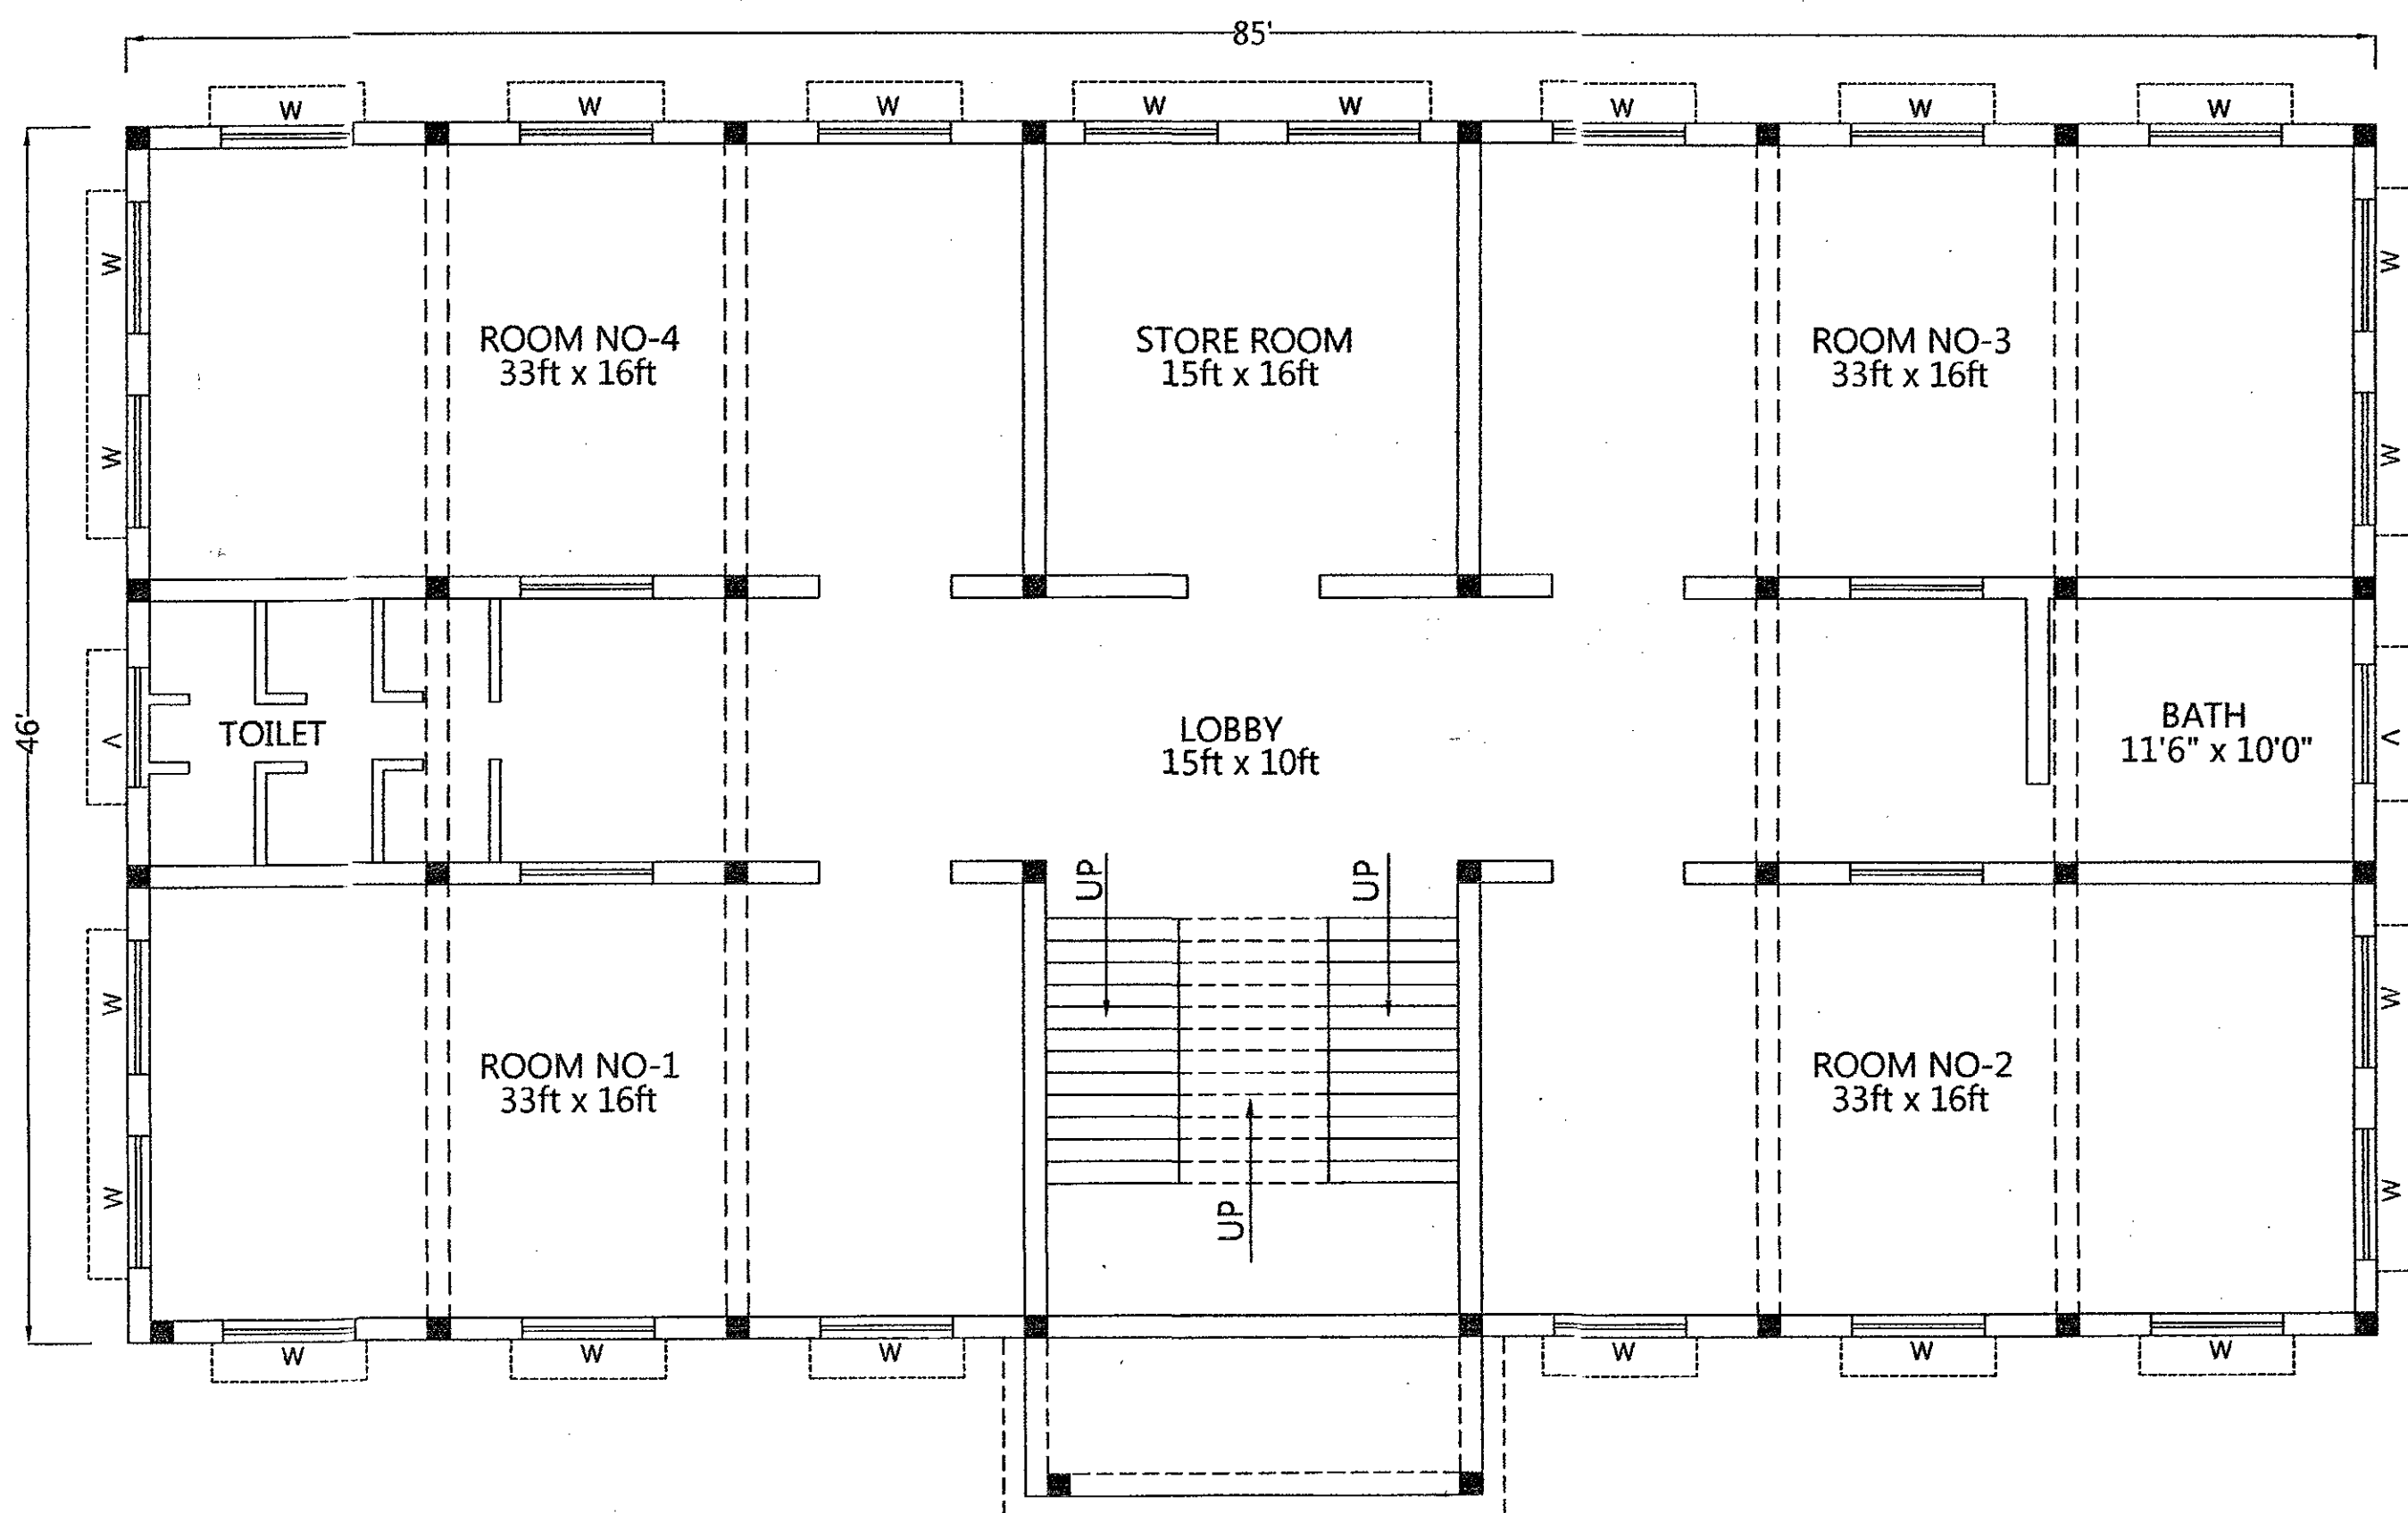 85'
W W W W W W W W
W
W
ROOM NO-4
33ft x 16ft
STORE ROOM
15ft x 16ft
ROOM NO-3
33ft x 16ft
W
W
46'
V
TOILET
LOBBY
15ft x 10ft
BATH
11'6" x 10'0"
V
UP
UP
W
W
ROOM NO-1
33ft x 16ft
UP
ROOM NO-2
33ft x 16ft
W
W
W W W W W W